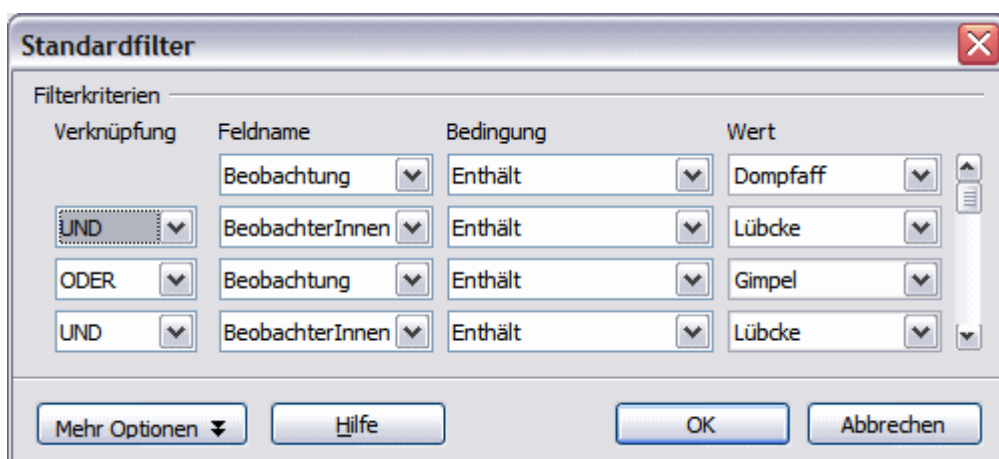 Standardfilter
Filterkriterien
Verknüpfung Feldname Bedingung Wert
Beobachtung Enthält Dompfaff
UND BeobachterInnen Enthält Lübcke
ODER Beobachtung Enthält Gimpel
UND BeobachterInnen Enthält Lübcke
Mehr Optionen Hilfe OK Abbrechen